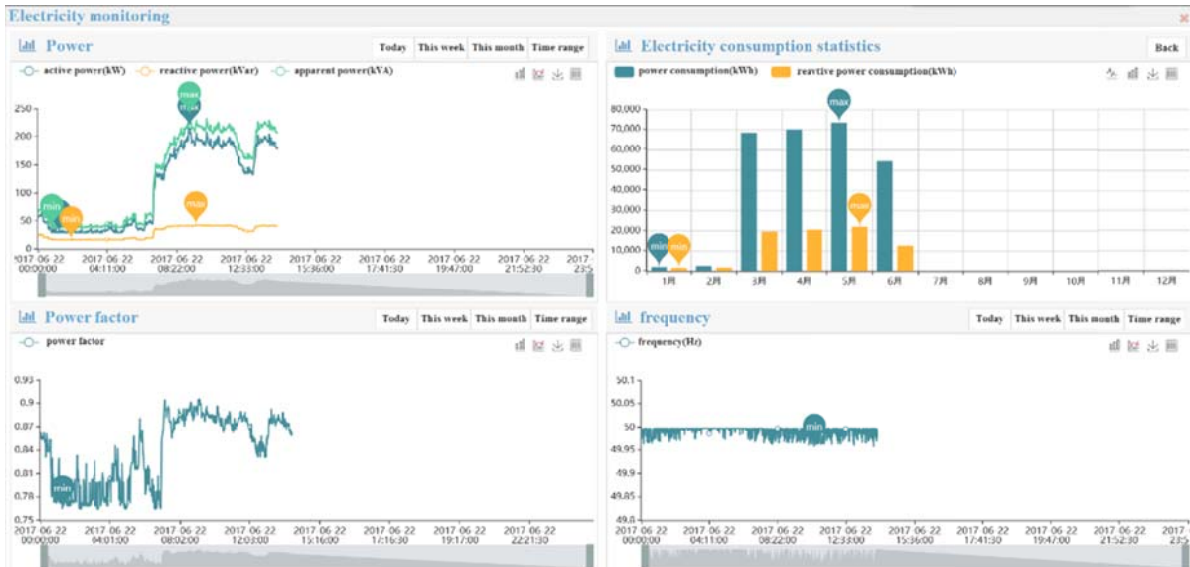 Electricity monitoring
Power
Today This week This month Time range
active power(kW) reactive power(kVar) apparent power(kVA)
max
max
250
200
150
100
50
0
min
min
max
2017-06-22 00:00:00
2017-06-22 04:11:00
2017-06-22 08:22:00
2017-06-22 12:33:00
2017-06-22 15:36:00
2017-06-22 17:41:30
2017-06-22 19:47:00
2017-06-22 21:52:30
2017-06-22
Electricity consumption statistics
Back
power consumption(kWh) reavtive power consumption(kWh)
80,000
70,000
60,000
50,000
40,000
30,000
20,000
10,000
0
min
min
max
max
1月 2月 3月 4月 5月 6月 7月 8月 9月 10月 11月 12月
Power factor
Today This week This month Time range
power factor
0.93
0.9
0.87
0.84
0.81
0.78
0.75
min
2017-06-22 00:00:00
2017-06-22 04:01:00
2017-06-22 08:02:00
2017-06-22 12:03:00
2017-06-22 15:16:00
2017-06-22 17:16:30
2017-06-22 19:17:00
2017-06-22 22:21:30
frequency
Today This week This month Time range
frequency(Hz)
50.1
50.05
50
49.95
49.9
49.85
49.8
min
2017-06-22 00:00:00
2017-06-22 04:11:00
2017-06-22 08:22:00
2017-06-22 12:33:00
2017-06-22 15:36:00
2017-06-22 17:41:30
2017-06-22 19:47:00
2017-06-22 21:52:30
2017-06-22